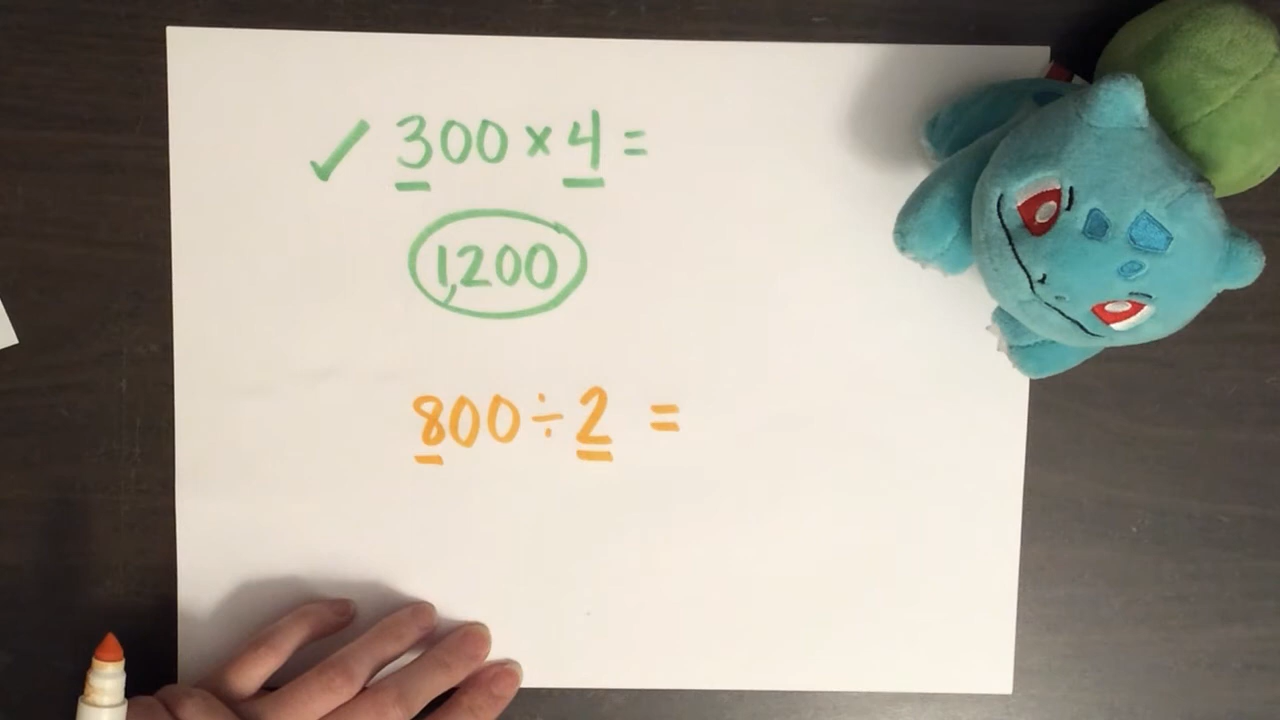 ✓ 300 × 4 =
1,200
800 ÷ 2 =